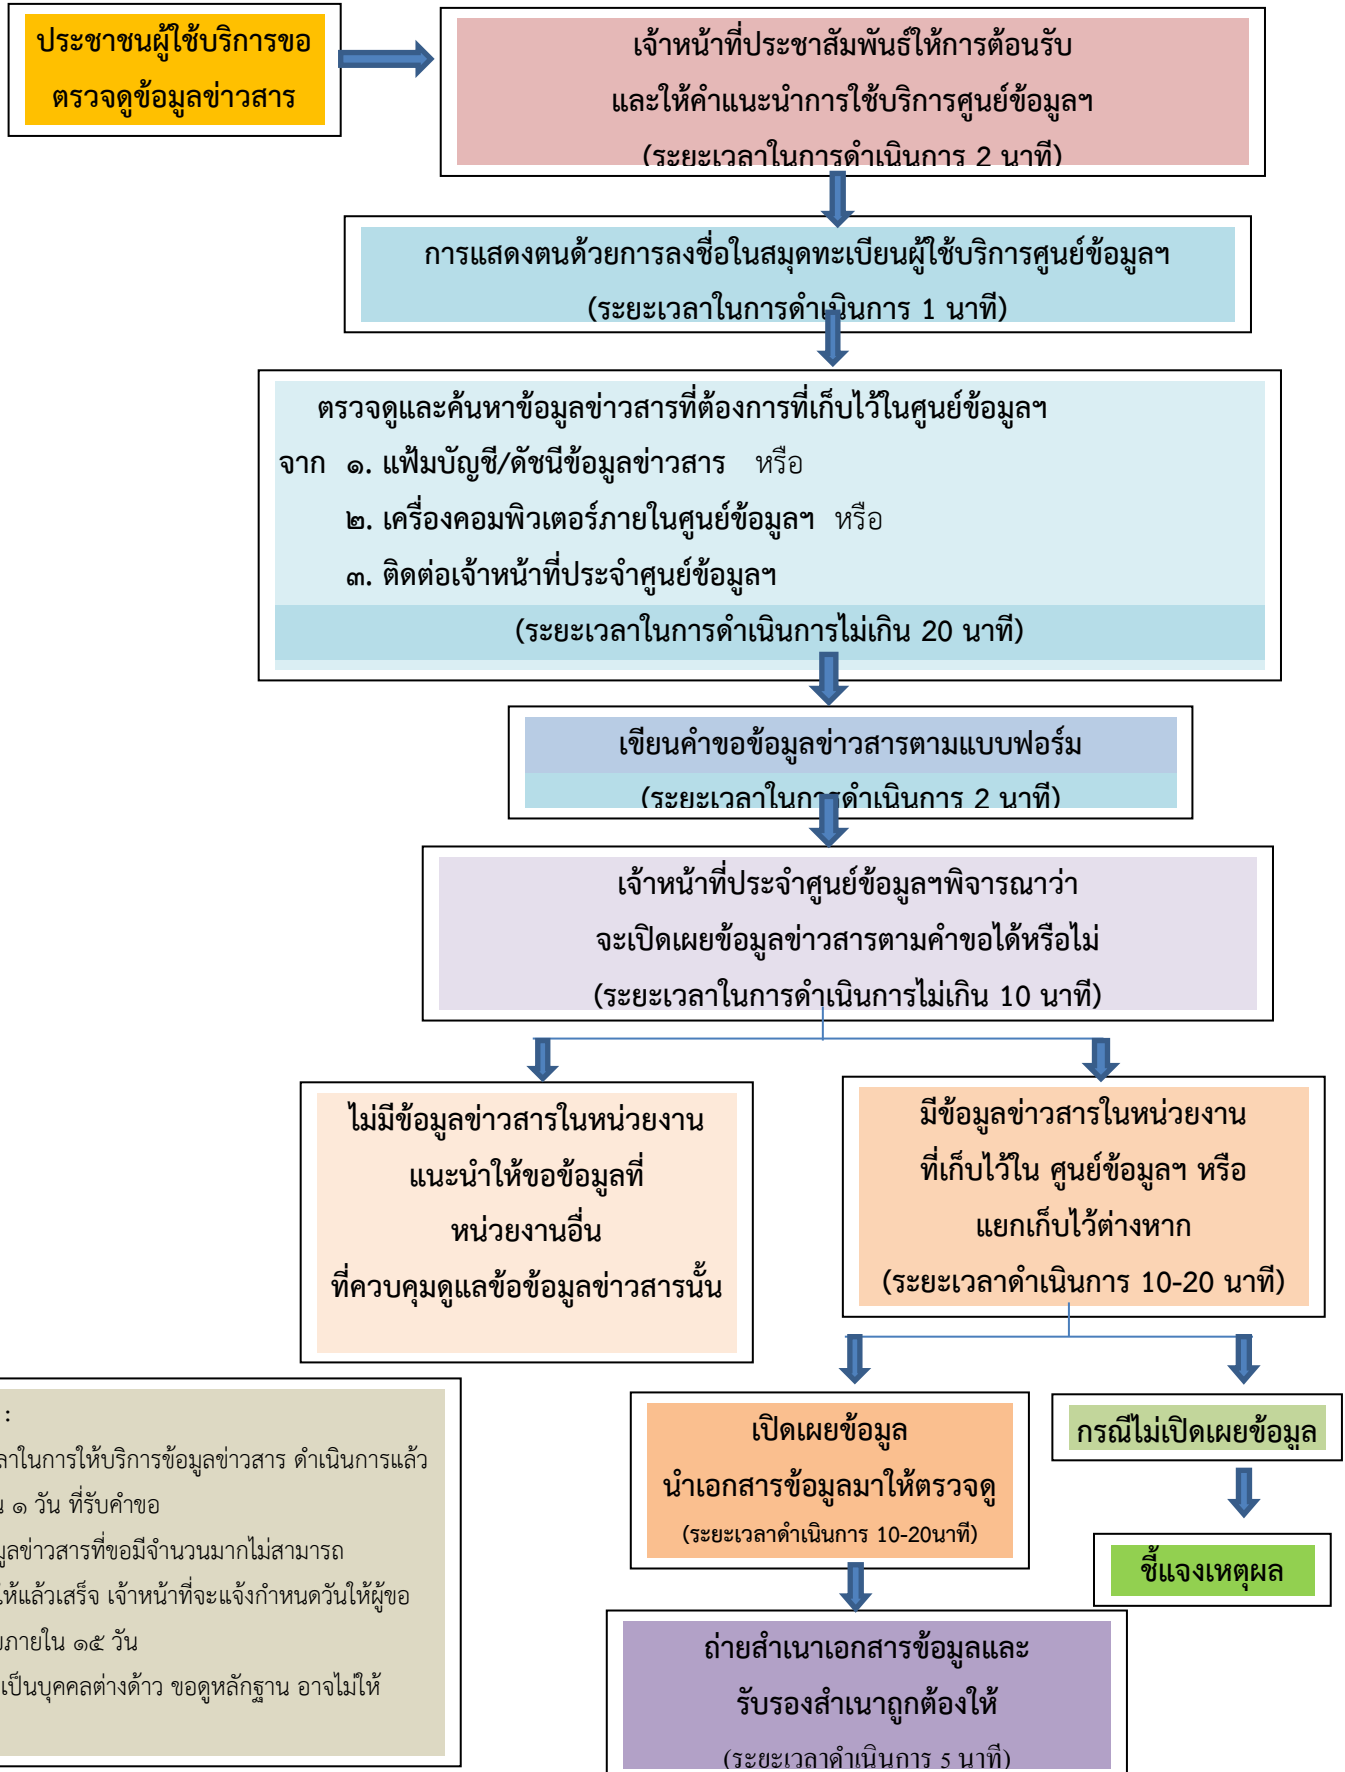 ประชาชนผู้ใช้บริการขอ
ตรวจดูข้อมูลข่าวสาร
เจ้าหน้าที่ประชาสัมพันธ์ให้การต้อนรับ
และให้คำแนะนำการใช้บริการศูนย์ข้อมูลฯ
(ระยะเวลาในการดำเนินการ 2 นาที)
การแสดงตนด้วยการลงชื่อในสมุดทะเบียนผู้ใช้บริการศูนย์ข้อมูลฯ
(ระยะเวลาในการดำเนินการ 1 นาที)
ตรวจดูและค้นหาข้อมูลข่าวสารที่ต้องการที่เก็บไว้ในศูนย์ข้อมูลฯ
จาก ๑. แฟ้มบัญชี/ดัชนีข้อมูลข่าวสาร หรือ
๒. เครื่องคอมพิวเตอร์ภายในศูนย์ข้อมูลฯ หรือ
๓. ติดต่อเจ้าหน้าที่ประจำศูนย์ข้อมูลฯ
(ระยะเวลาในการดำเนินการไม่เกิน 20 นาที)
เขียนคำขอข้อมูลข่าวสารตามแบบฟอร์ม
(ระยะเวลาในการดำเนินการ 2 นาที)
เจ้าหน้าที่ประจำศูนย์ข้อมูลฯพิจารณาว่า
จะเปิดเผยข้อมูลข่าวสารตามคำขอได้หรือไม่
(ระยะเวลาในการดำเนินการไม่เกิน 10 นาที)
ไม่มีข้อมูลข่าวสารในหน่วยงาน
แนะนำให้ขอข้อมูลที่
หน่วยงานอื่น
ที่ควบคุมดูแลข้อข้อมูลข่าวสารนั้น
มีข้อมูลข่าวสารในหน่วยงาน
ที่เก็บไว้ใน ศูนย์ข้อมูลฯ หรือ
แยกเก็บไว้ต่างหาก
(ระยะเวลาดำเนินการ 10-20 นาที)
เปิดเผยข้อมูล
นำเอกสารข้อมูลมาให้ตรวจดู
(ระยะเวลาดำเนินการ 10-20นาที)
กรณีไม่เปิดเผยข้อมูล
ชี้แจงเหตุผล
ถ่ายสำเนาเอกสารข้อมูลและ
รับรองสำเนาถูกต้องให้
(ระยะเวลาดำเนินการ 5 นาที)
:
ในการให้บริการข้อมูลข่าวสาร ดำเนินการแล้ว
๑ วัน ที่รับคำขอ
ข่าวสารที่ขอมีจำนวนมากไม่สามารถ
ให้แล้วเสร็จ เจ้าหน้าที่จะแจ้งกำหนดวันให้ผู้ขอ
ภายใน ๑๕ วัน
เป็นบุคคลต่างด้าว ขอดูหลักฐาน อาจไม่ให้